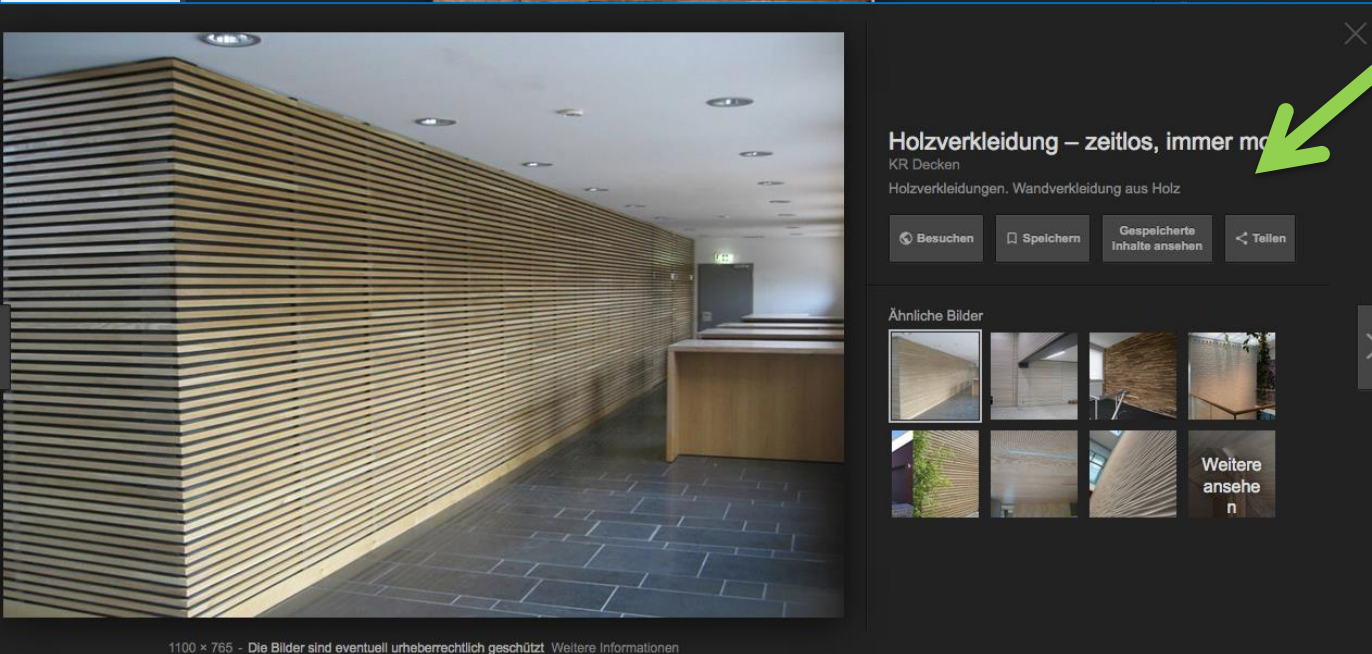 Holzverkleidung – zeitlos, immer mo
KR Decken
Holzverkleidungen. Wandverkleidung aus Holz
Besuchen
Speichern
Gespeicherte
Inhalte ansehen
Teilen
Ähnliche Bilder
Weitere
ansehe
n
1100 × 765 - Die Bilder sind eventuell urheberrechtlich geschützt Weitere Informationen